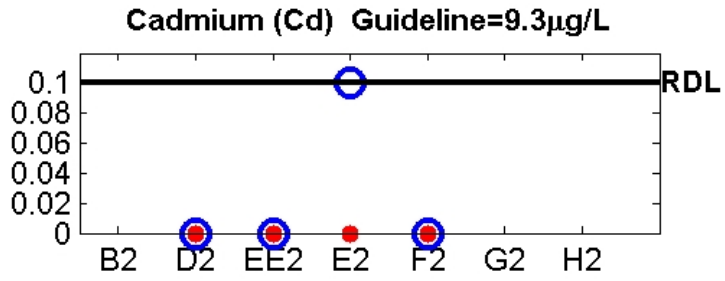 Cadmium (Cd) Guideline=9.3µg/L
0.1
RDL
0.08
0.06
0.04
0.02
0
B2 D2 EE2 E2 F2 G2 H2